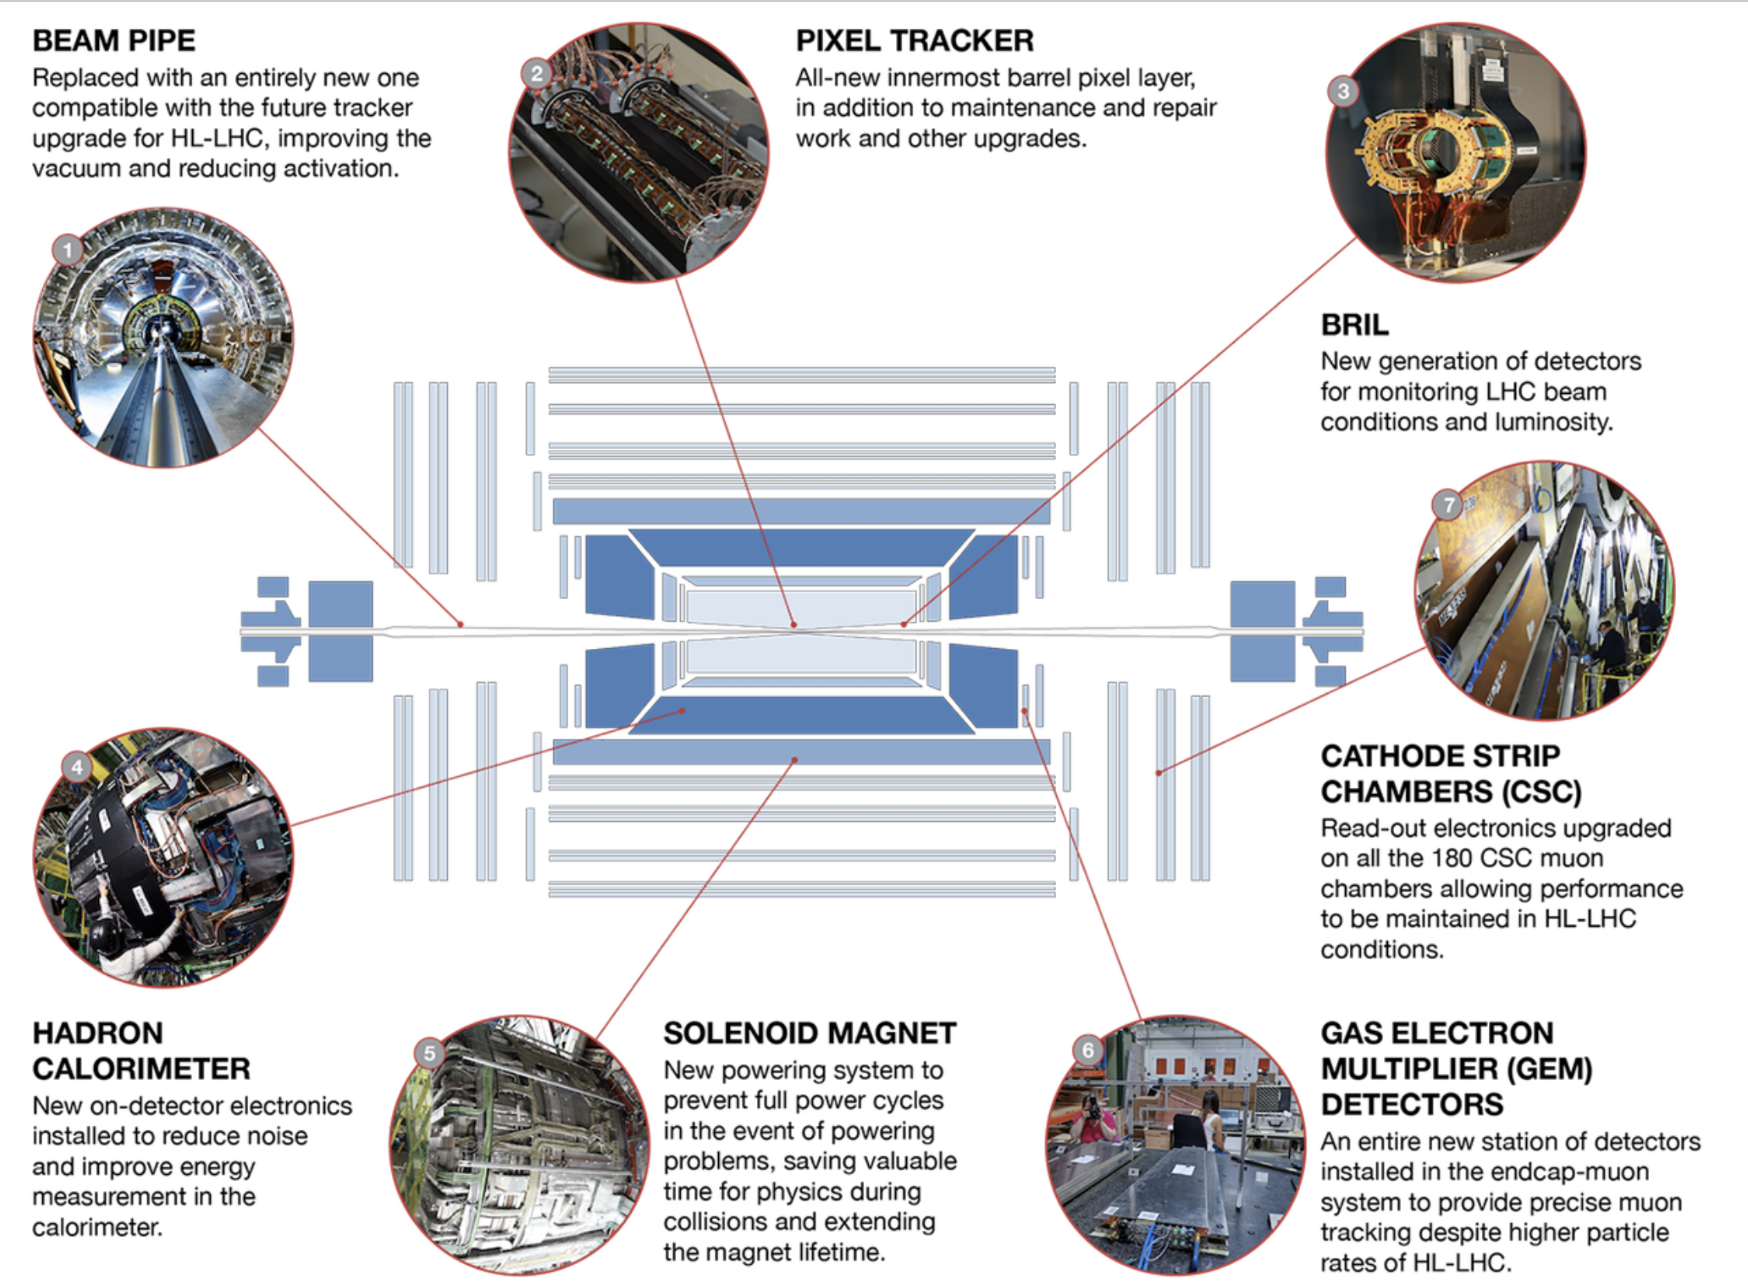 BEAM PIPE
Replaced with an entirely new one
compatible with the future tracker
upgrade for HL-LHC, improving the
vacuum and reducing activation.
1
2
PIXEL TRACKER
All-new innermost barrel pixel layer,
in addition to maintenance and repair
work and other upgrades.
3
BRIL
New generation of detectors
for monitoring LHC beam
conditions and luminosity.
7
CATHODE STRIP
CHAMBERS (CSC)
Read-out electronics upgraded
on all the 180 CSC muon
chambers allowing performance
to be maintained in HL-LHC
conditions.
4
HADRON
CALORIMETER
New on-detector electronics
installed to reduce noise
and improve energy
measurement in the
calorimeter.
5
SOLENOID MAGNET
New powering system to
prevent full power cycles
in the event of powering
problems, saving valuable
time for physics during
collisions and extending
the magnet lifetime.
6
GAS ELECTRON
MULTIPLIER (GEM)
DETECTORS
An entire new station of detectors
installed in the endcap-muon
system to provide precise muon
tracking despite higher particle
rates of HL-LHC.